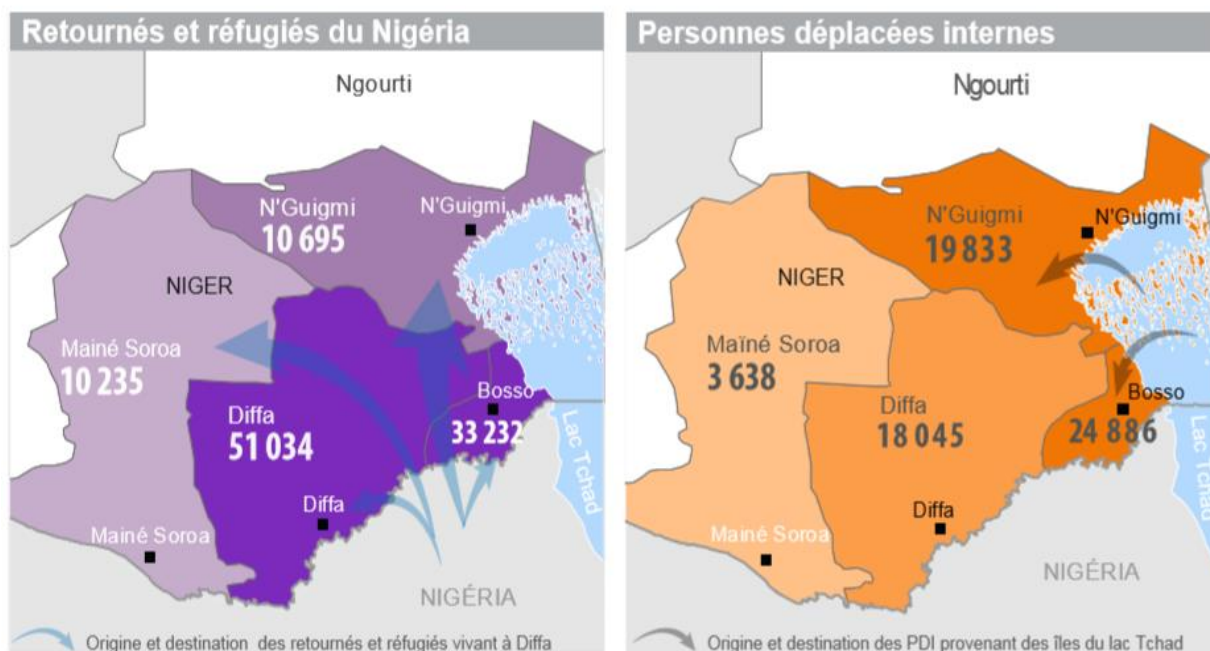 Retournés et réfugiés du Nigéria
Ngourti
N'Guigmi
10 695
N'Guigmi
NIGER
Mainé Soroa
10 235
Diffa
51 034
Bosso
33 232
Lac Tchad
Diffa
Mainé Soroa
NIGÉRIA
Origine et destination des retournés et réfugiés vivant à Diffa
Personnes déplacées internes
Ngourti
N'Guigmi
19 833
N'Guigmi
NIGER
Maïné Soroa
3 638
Diffa
18 045
Bosso
24 886
Lac Tchad
Diffa
Mainé Soroa
NIGÉRIA
Origine et destination des PDI provenant des îles du lac Tchad